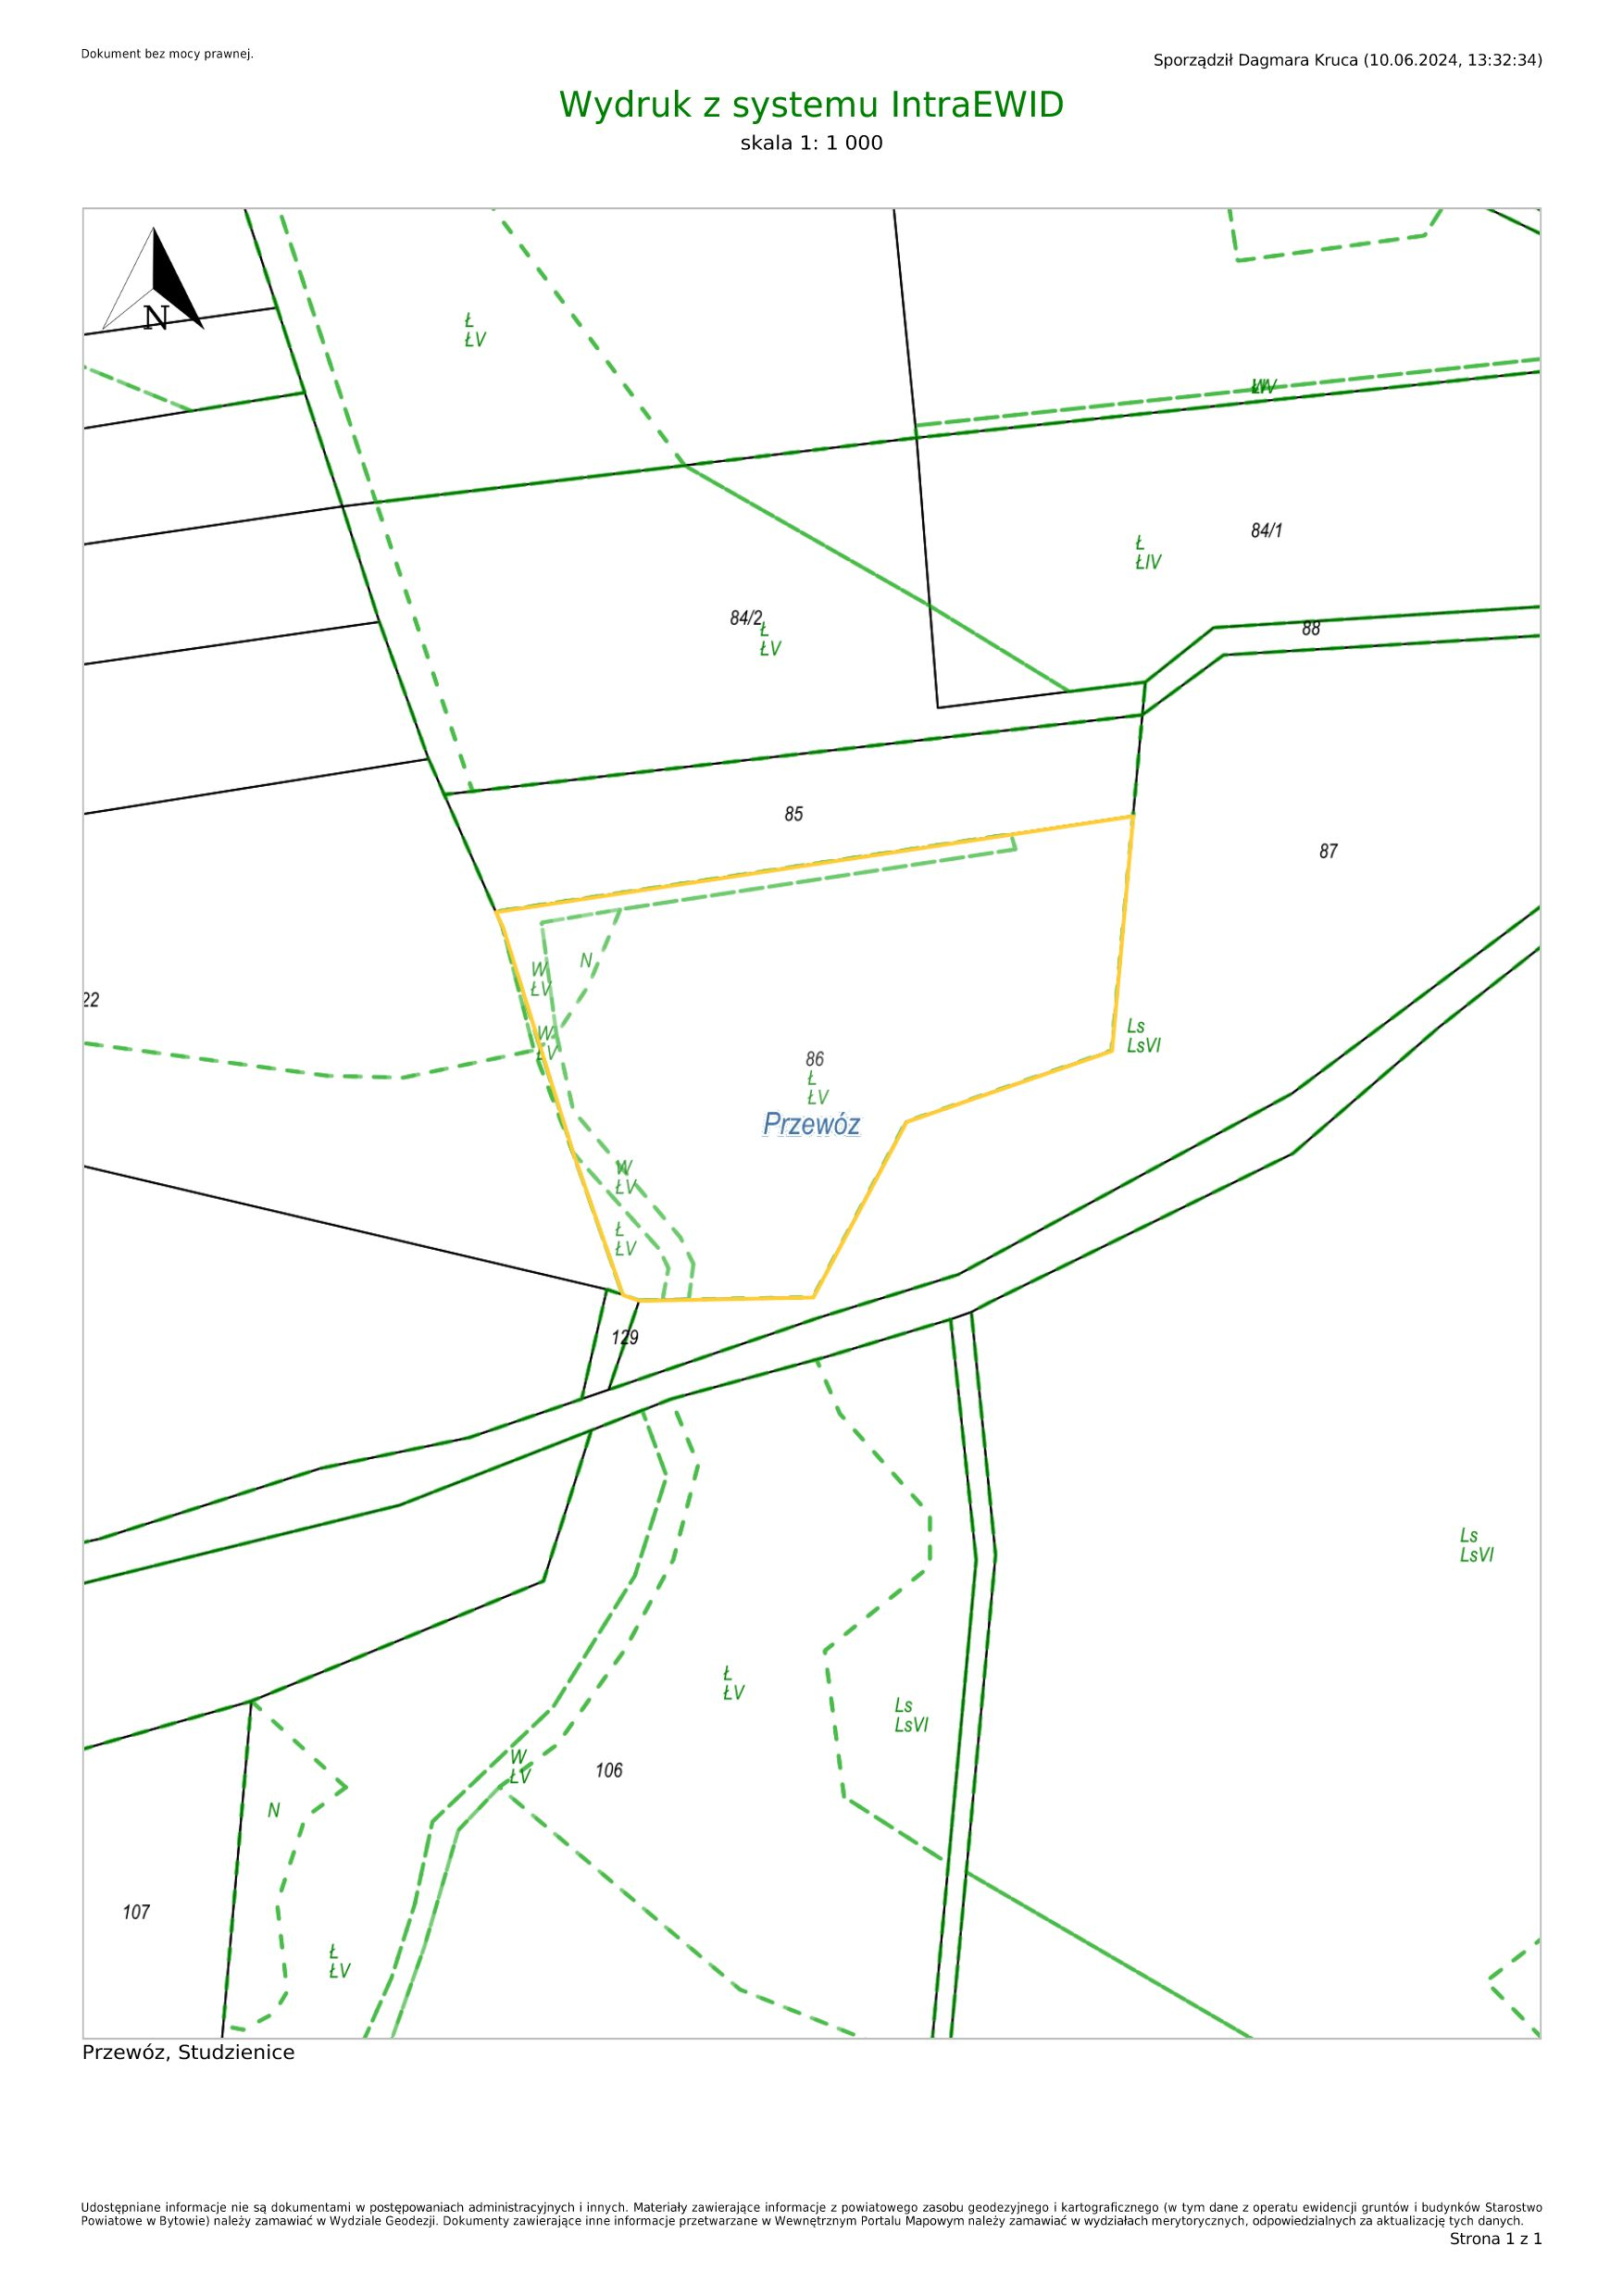 Dokument bez mocy prawnej.
Sporządził Dagmara Kruca (10.06.2024, 13:32:34)
Wydruk z systemu IntraEWID
skala 1: 1 000
N
Ł
ŁV
84/1
Ł
ŁIV
84/2
Ł
ŁV
88
85
87
N
W
ŁV
22
Ls
LsVI
W
ŁV
86
Ł
ŁV
Przewóz
W
ŁV
Ł
ŁV
129
Ls
LsVI
Ł
ŁV
Ls
LsVI
W
ŁV
106
N
107
Ł
ŁV
Przewóz, Studzienice
Udostępniane informacje nie są dokumentami w postępowaniach administracyjnych i innych. Materiały zawierające informacje z powiatowego zasobu geodezyjnego i kartograficznego (w tym dane z operatu ewidencji gruntów i budynków Starostwo
Powiatowe w Bytowie) należy zamawiać w Wydziale Geodezji. Dokumenty zawierające inne informacje przetwarzane w Wewnętrznym Portalu Mapowym należy zamawiać w wydziałach merytorycznych, odpowiedzialnych za aktualizację tych danych.
Strona 1 z 1